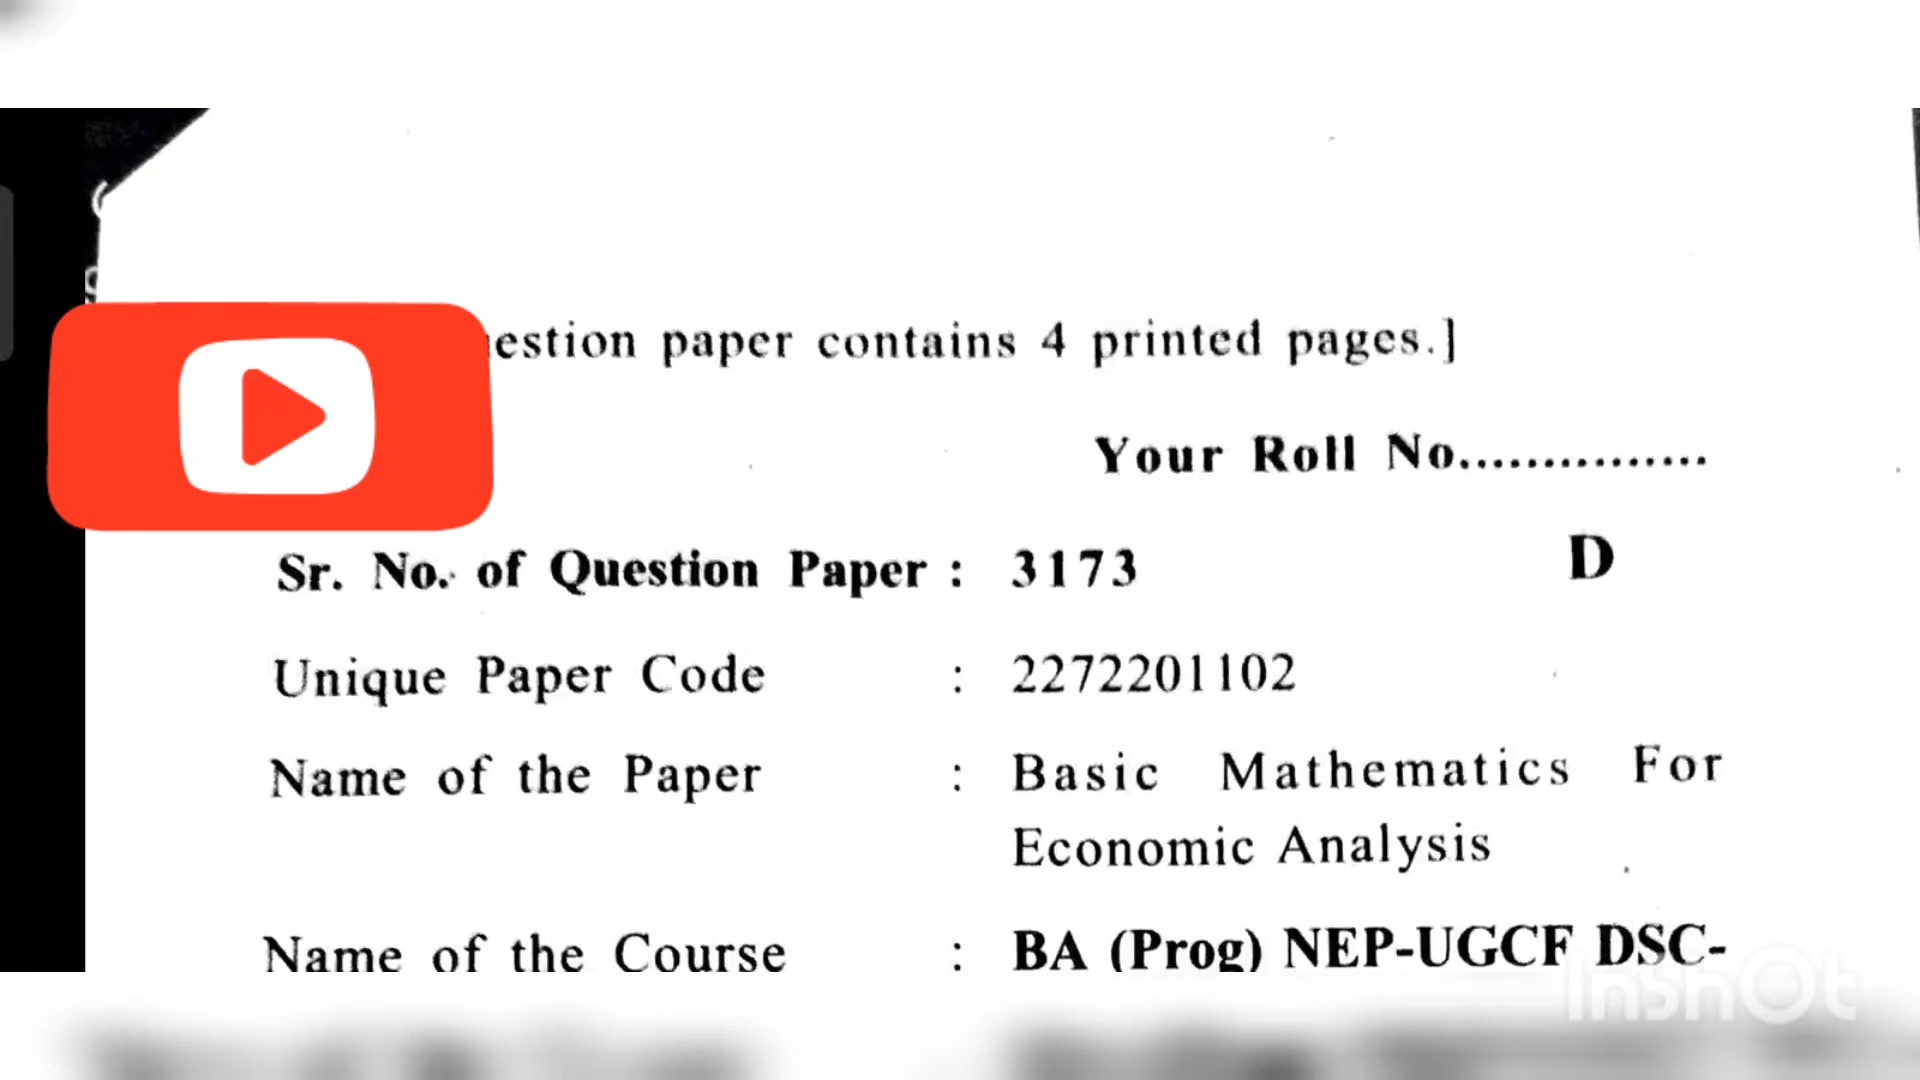 estion paper contains 4 printed pages.]
Your Roll No...............
Sr. No. of Question Paper : 3173 D
Unique Paper Code : 2272201102
Name of the Paper : Basic Mathematics For
Economic Analysis
Name of the Course : BA (Prog) NEP-UGCF DSC-
InShOt